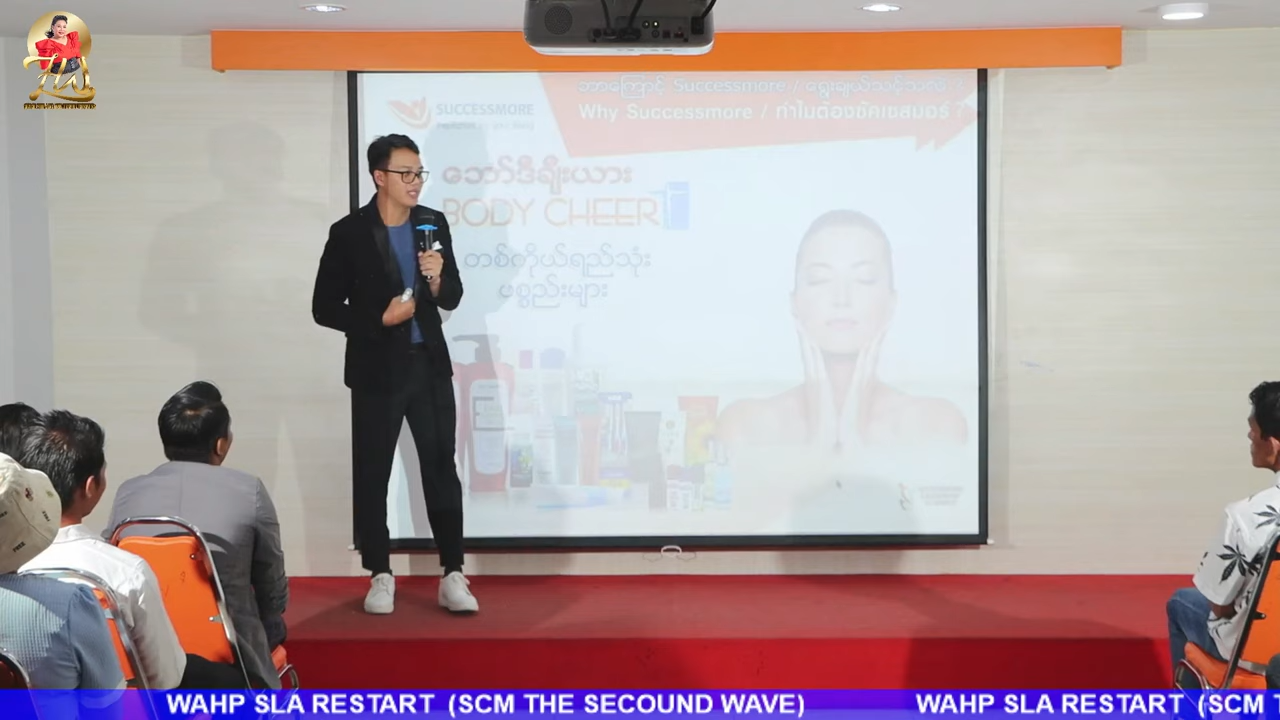 SUCCESSMORE
ဘာကြောင့် Successmore / ရွေးချယ်သင့်သလဲ ?
Why Successmore / ทำไมต้องซัคเซสมอร์ ?
ဘော်ဒီချီးယား
BODY CHEER
တစ်ကိုယ်ရည်သုံး
ပစ္စည်းများ
WAHP SLA RESTART (SCM THE SECOUND WAVE)
WAHP SLA RESTART (SCM T